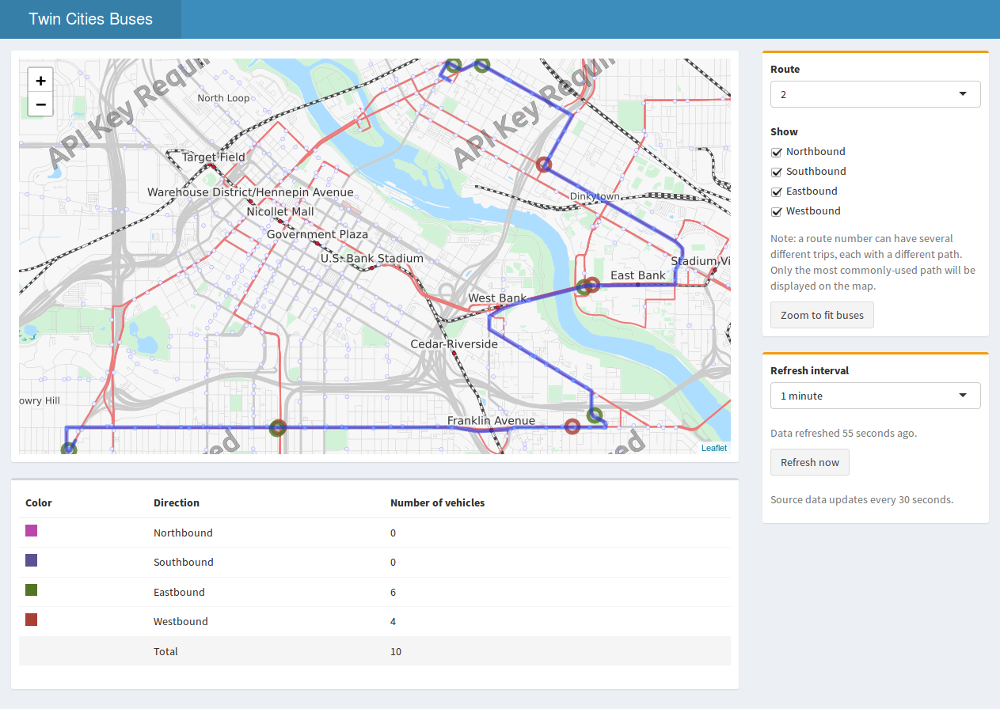 Twin Cities Buses
+
−
API Key Requi
API Key Requi
North Loop
Target Field
Warehouse District/Hennepin Avenue
Nicollet Mall
Government Plaza
U.S. Bank Stadium
Dinkytown
Stadium Vi
East Bank
West Bank
Cedar-Riverside
owry Hill
Franklin Avenue
ed
ed
Leaflet
Color Direction Number of vehicles
Northbound 0
Southbound 0
Eastbound 6
Westbound 4
Total 10
Route
2
Show
Northbound
Southbound
Eastbound
Westbound
Note: a route number can have several
different trips, each with a different path.
Only the most commonly-used path will be
displayed on the map.
Zoom to fit buses
Refresh interval
1 minute
Data refreshed 55 seconds ago.
Refresh now
Source data updates every 30 seconds.